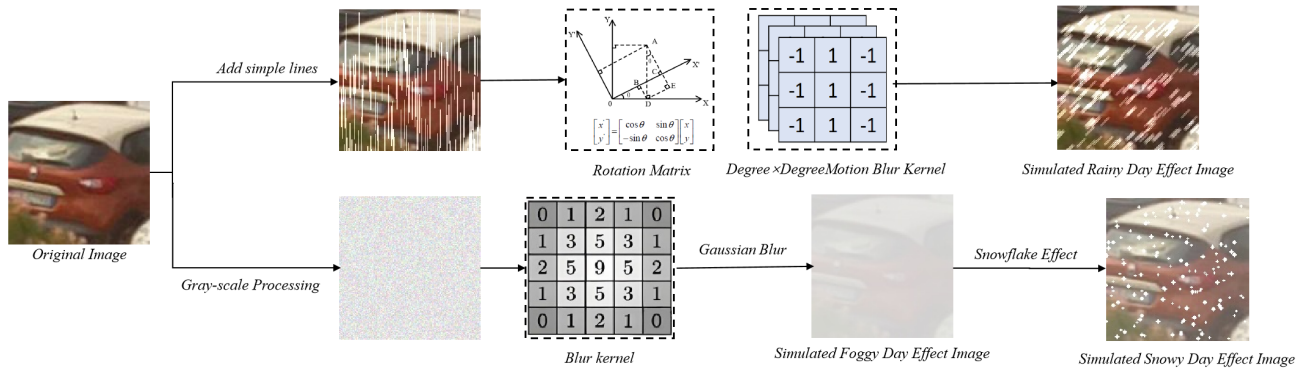 Original Image
Add simple lines
Y
Y'
A
X'
B
C
E
0
θ
D
X
[x' y'] = [cosθ sinθ -sinθ cosθ] [x y]
Rotation Matrix
-1 1 -1
-1 1 -1
-1 1 -1
Degree×DegreeMotion Blur Kernel
Simulated Rainy Day Effect Image
Gray-scale Processing
0 1 2 1 0
1 3 5 3 1
2 5 9 5 2
1 3 5 3 1
0 1 2 1 0
Blur kernel
Gaussian Blur
Simulated Foggy Day Effect Image
Snowflake Effect
Simulated Snowy Day Effect Image